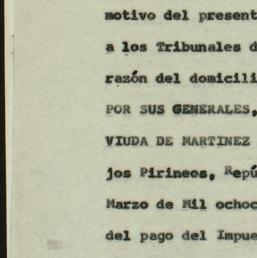 motivo del present
a los Tribunales d
razón del domicili
POR SUS GENERALES,
VIUDA DE MARTINEZ
jos Pirineos, Repú
Marzo de Mil ochoc
del pago del Impue